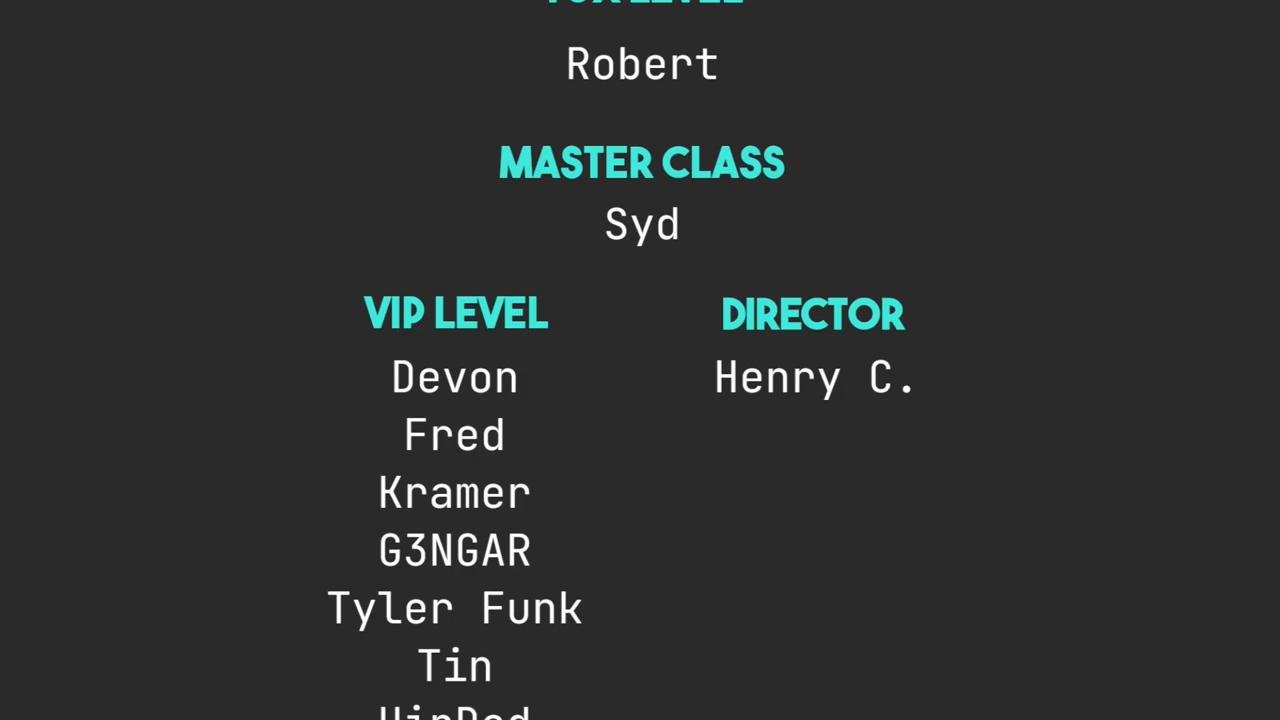 Robert
MASTER CLASS
Syd
VIP LEVEL
Devon
Fred
Kramer
G3NGAR
Tyler Funk
Tin
DIRECTOR
Henry C.